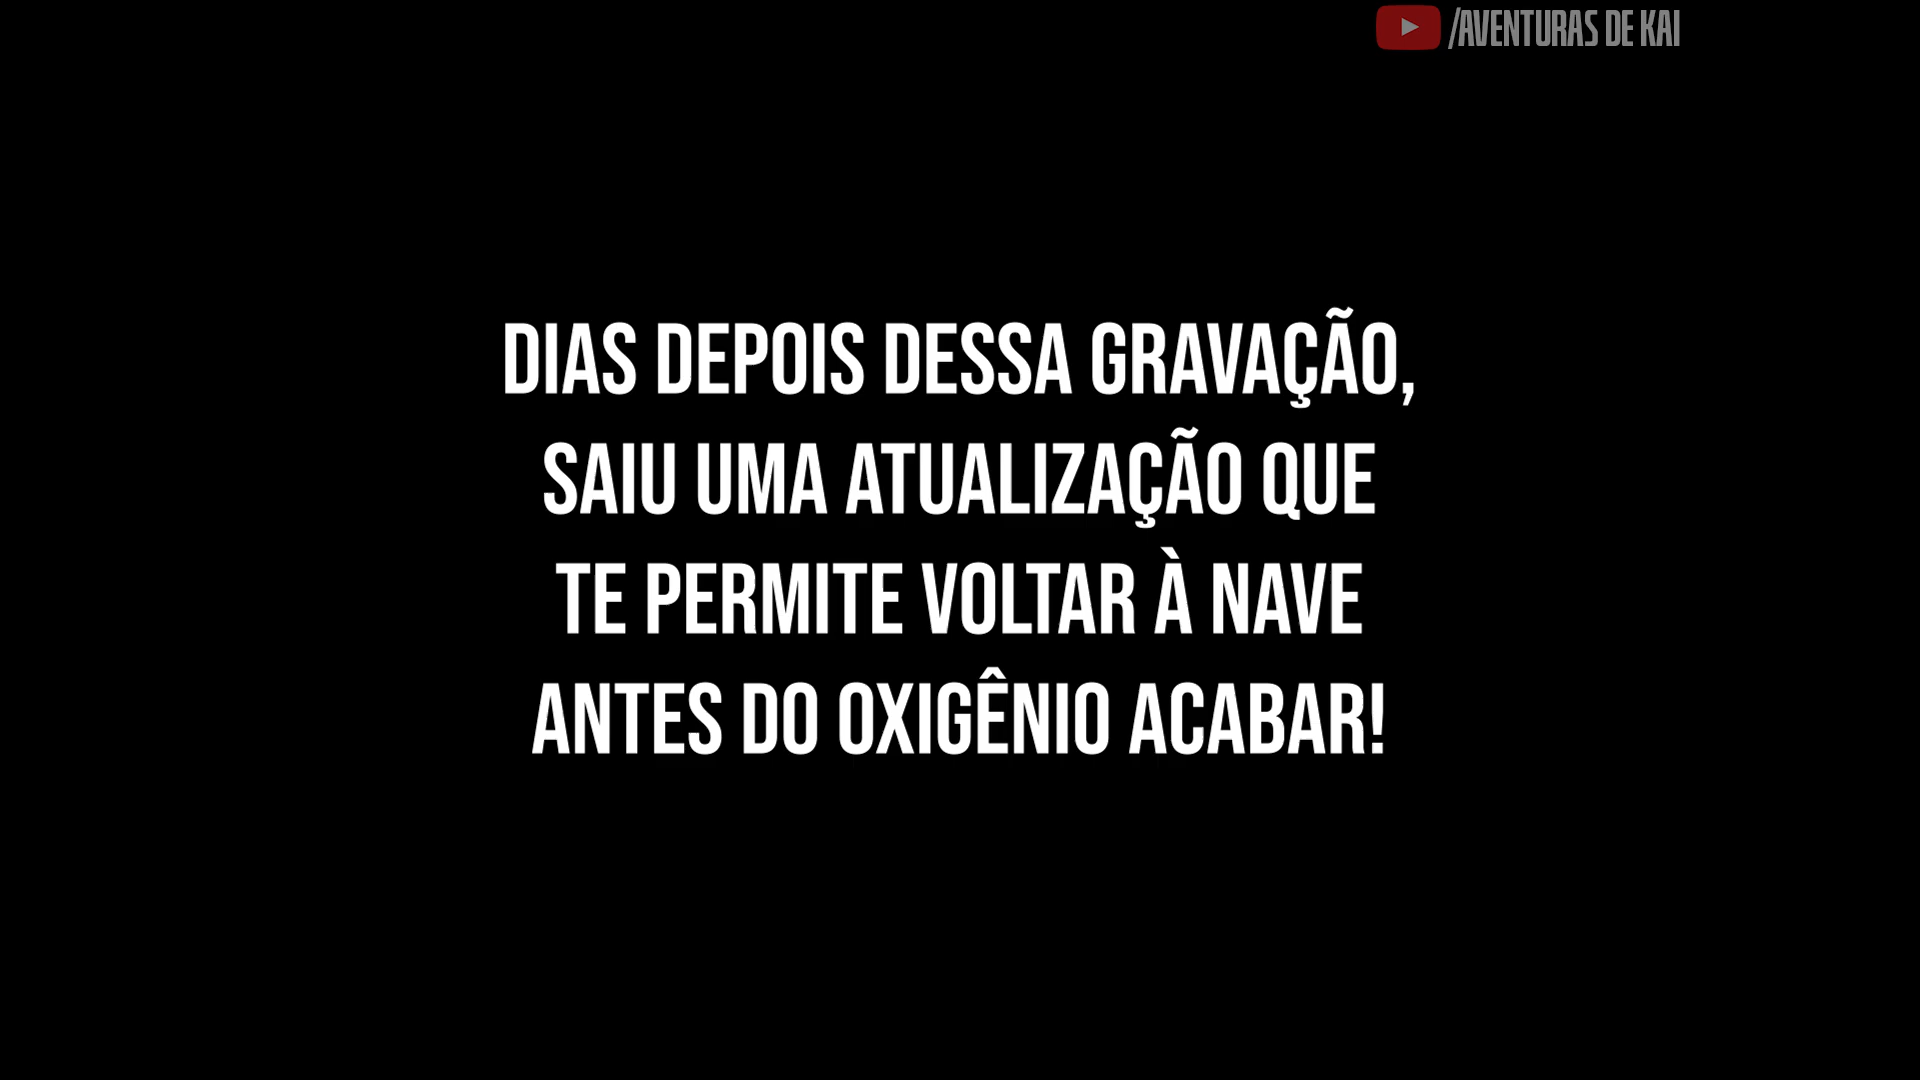 /AVENTURAS DE KAI
DIAS DEPOIS DESSA GRAVAÇÃO,
SAIU UMA ATUALIZAÇÃO QUE
TE PERMITE VOLTAR À NAVE
ANTES DO OXIGÊNIO ACABAR!